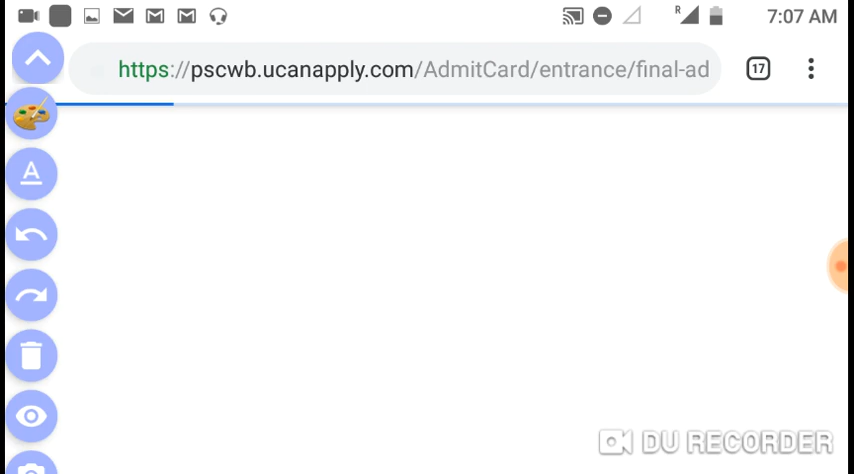 R 7:07 AM
https://pscwb.ucanapply.com/AdmitCard/entrance/final-ad 17
A
DU RECORDER